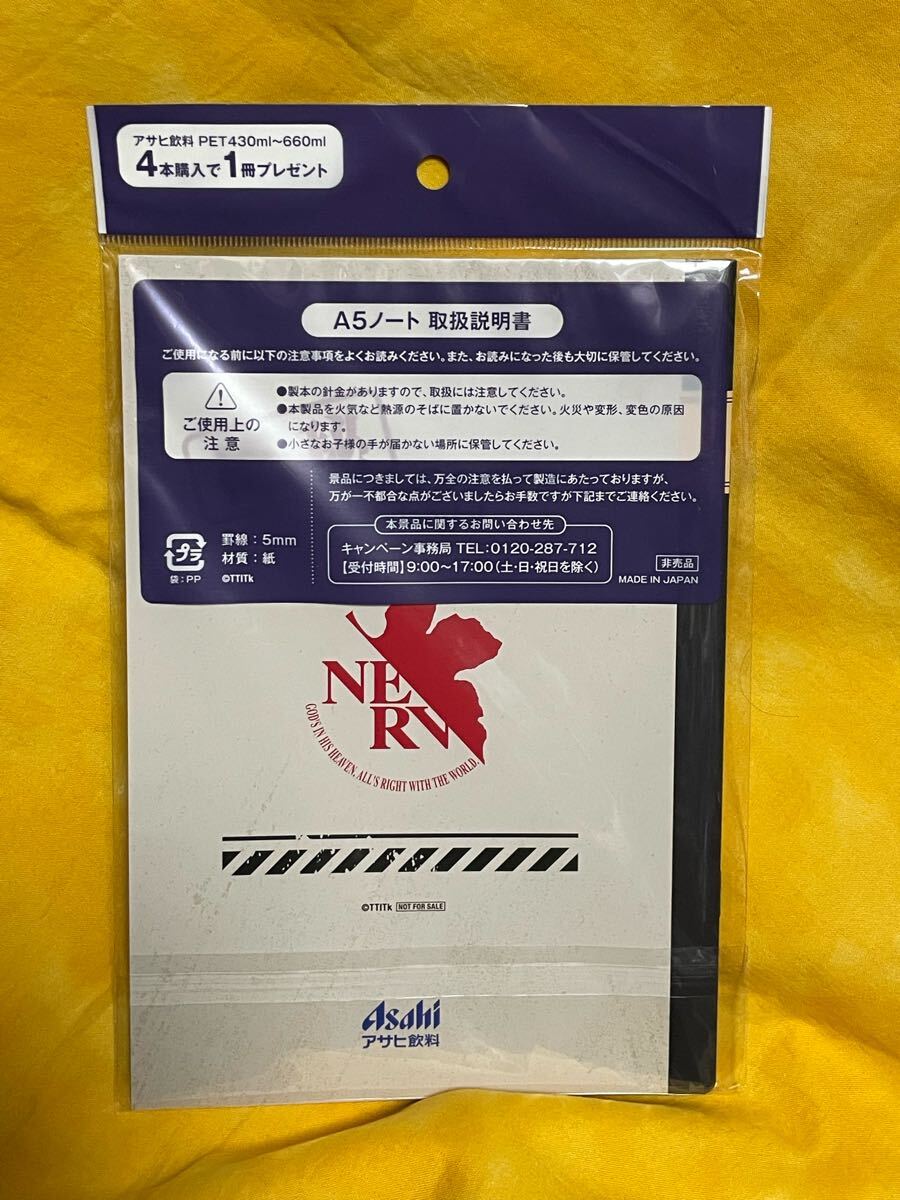 アサヒ飲料 PET430ml～660ml
4本購入で1冊プレゼント
A5ノート 取扱説明書
ご使用になる前に以下の注意事項をよくお読みください。また、お読みになった後も大切に保管してください。
ご使用上の
注 意
●製本の針金がありますので、取扱には注意してください。
●本製品を火気など熱源のそばに置かないでください。火災や変形、変色の原因
になります。
●小さなお子様の手が届かない場所に保管してください。
景品につきましては、万全の注意を払って製造にあたっておりますが、
万が一不都合な点がございましたらお手数ですが下記までご連絡ください。
プラ
袋：PP
罫線：5mm
材質：紙
©TTITk
本景品に関するお問い合わせ先
キャンペーン事務局 TEL：0120-287-712
【受付時間】9:00～17:00（土・日・祝日を除く）
非売品
MADE IN JAPAN
NE
RV
GOD'S IN HIS HEAVEN. ALL'S RIGHT WITH THE WORLD.
©TTITk NOT FOR SALE
Asahi
アサヒ飲料